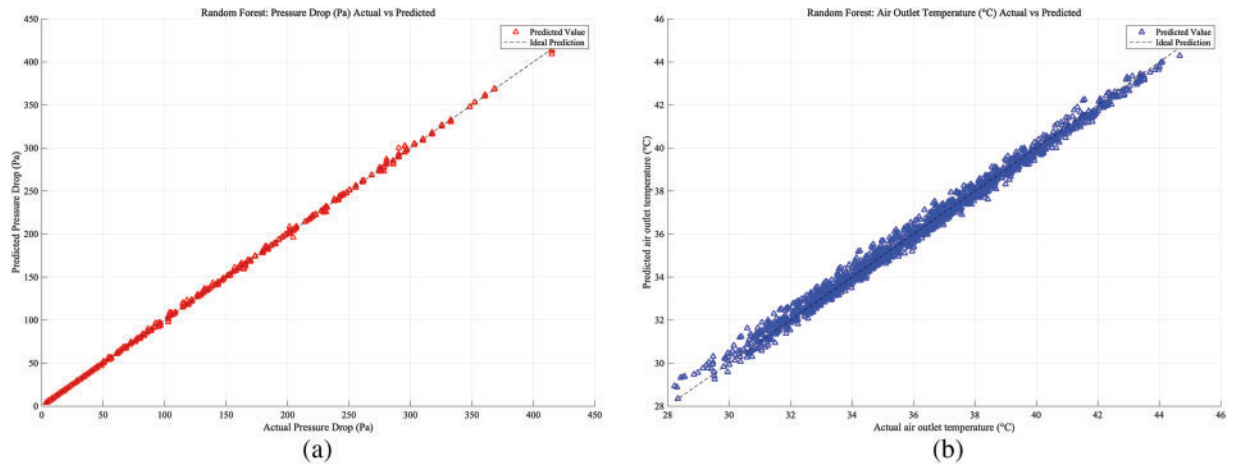 Random Forest: Pressure Drop (Pa) Actual vs Predicted
450
400
350
300
250
200
150
100
50
0
Predicted Pressure Drop (Pa)
Predicted Value
Ideal Prediction
0 50 100 150 200 250 300 350 400 450
Actual Pressure Drop (Pa)
(a)
Random Forest: Air Outlet Temperature (°C) Actual vs Predicted
46
44
42
40
38
36
34
32
30
28
Predicted air outlet temperature (°C)
Predicted Value
Ideal Prediction
28 30 32 34 36 38 40 42 44 46
Actual air outlet temperature (°C)
(b)